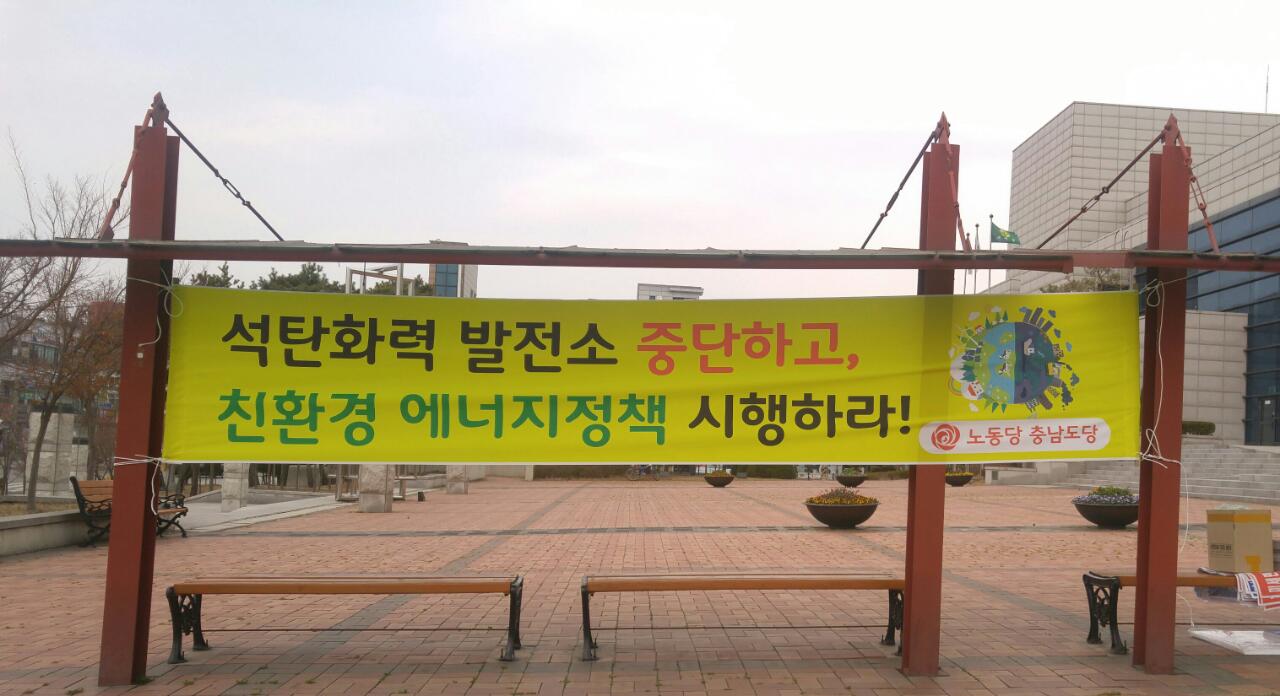 석탄화력 발전소 중단하고,
친환경 에너지정책 시행하라!
노동당 충남도당